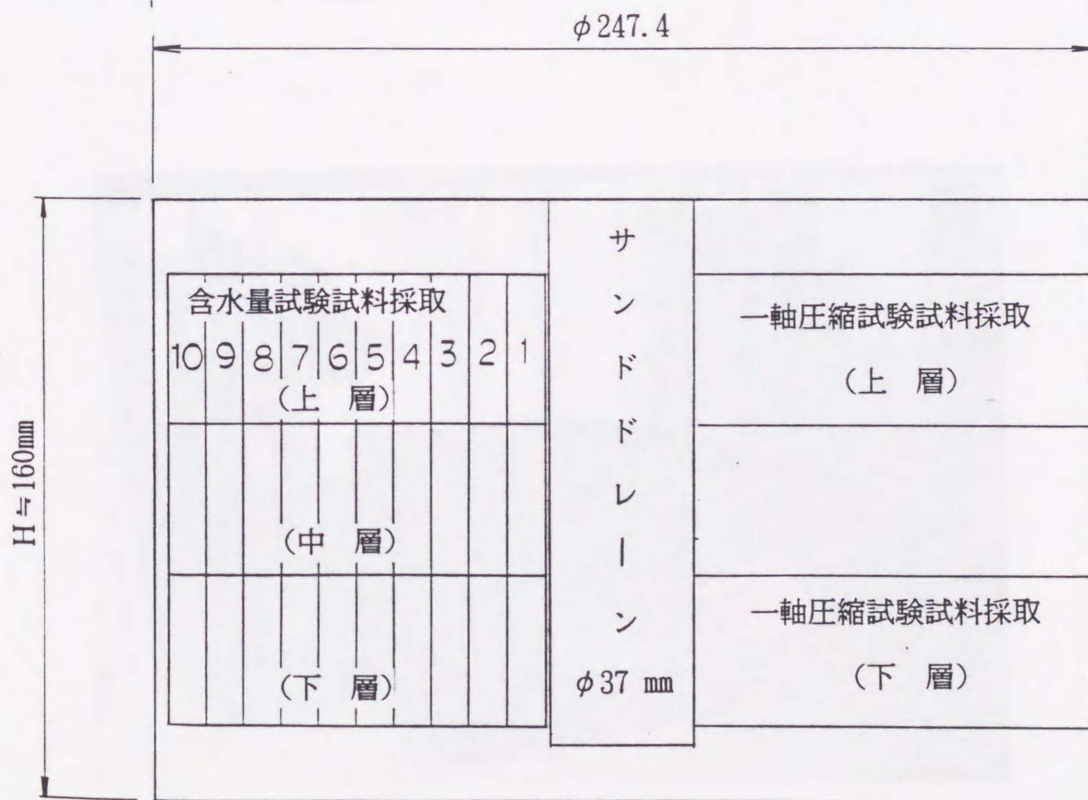 φ247.4
H≒160mm
含水量試験試料採取
10 9 8 7 6 5 4 3 2 1
(上 層)
(中 層)
(下 層)
サンドドレーン
φ37 mm
一軸圧縮試験試料採取
(上 層)
一軸圧縮試験試料採取
(下 層)